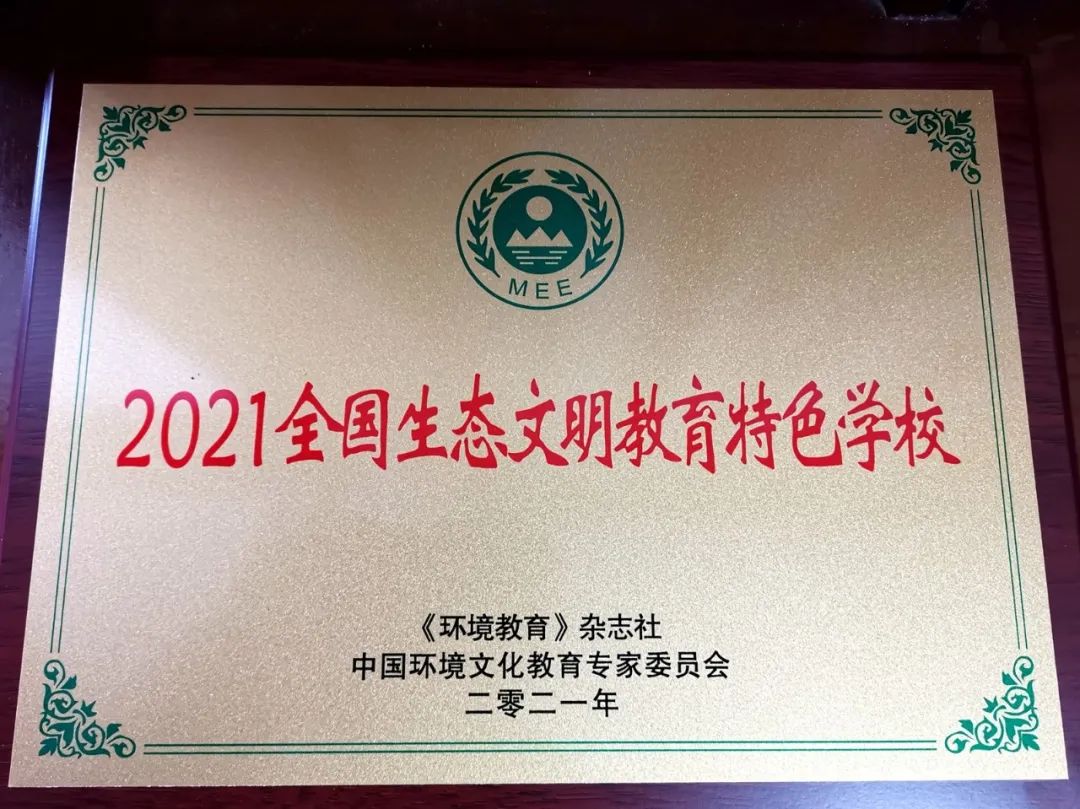 MEE
2021全国生态文明教育特色学校
《环境教育》杂志社
中国环境文化教育专家委员会
二零二一年